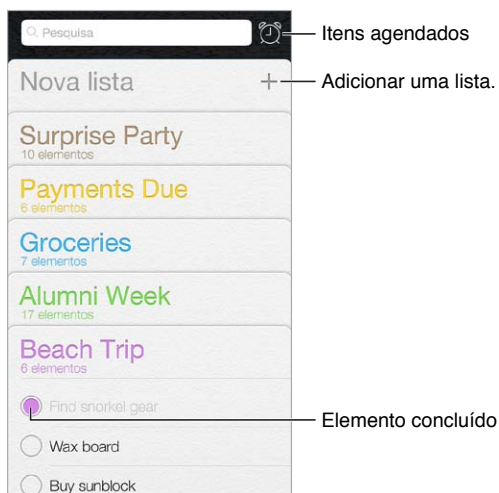 Pesquisa
Itens agendados
Nova lista
Adicionar uma lista.
Surprise Party
10 elementos
Payments Due
6 elementos
Groceries
7 elementos
Alumni Week
17 elementos
Beach Trip
6 elementos
Find snorkel gear
Elemento concluído
Wax board
Buy sunblock